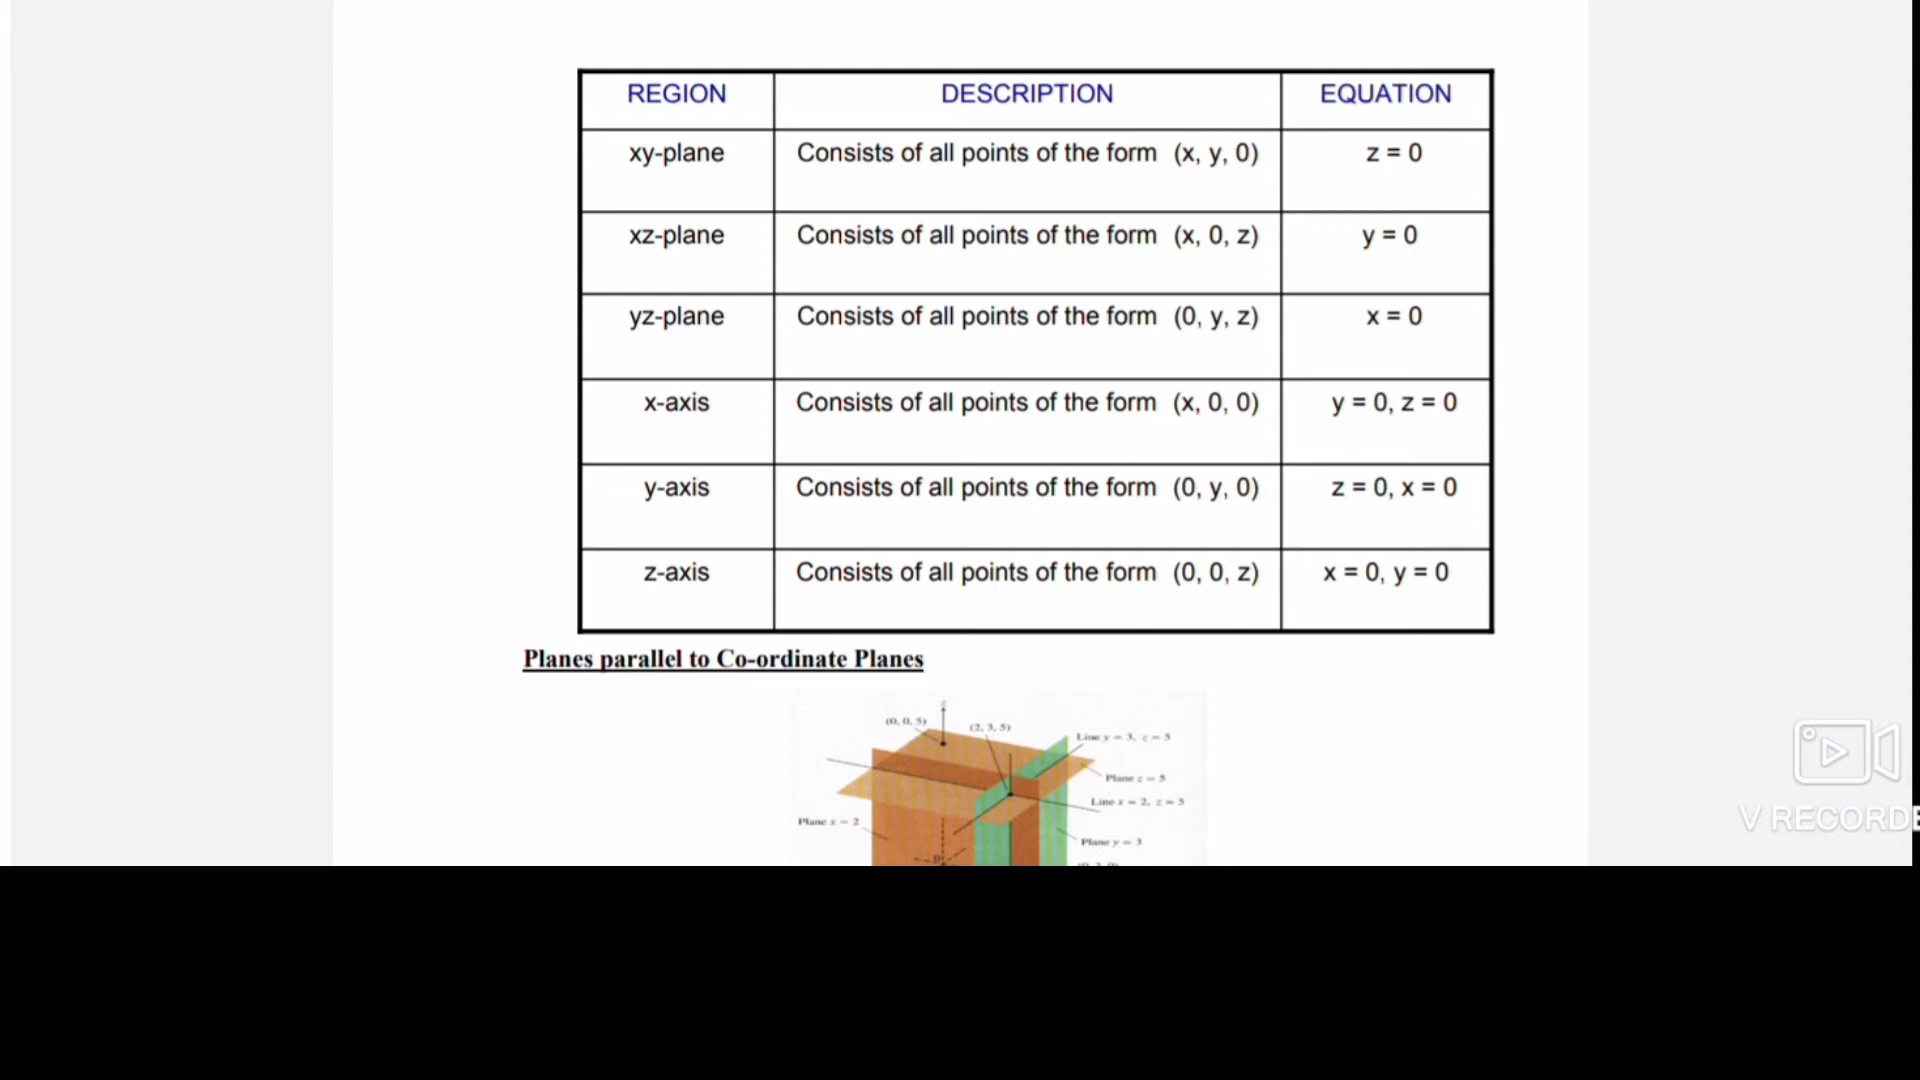 REGION DESCRIPTION EQUATION
xy-plane Consists of all points of the form (x, y, 0) z = 0
xz-plane Consists of all points of the form (x, 0, z) y = 0
yz-plane Consists of all points of the form (0, y, z) x = 0
x-axis Consists of all points of the form (x, 0, 0) y = 0, z = 0
y-axis Consists of all points of the form (0, y, 0) z = 0, x = 0
z-axis Consists of all points of the form (0, 0, z) x = 0, y = 0
Planes parallel to Co-ordinate Planes
z
(0, 0, 5)
(2, 3, 5)
Line y = 3, z = 5
Plane z = 5
Line x = 2, z = 5
Plane x = 2
Plane y = 3
V RECORDE